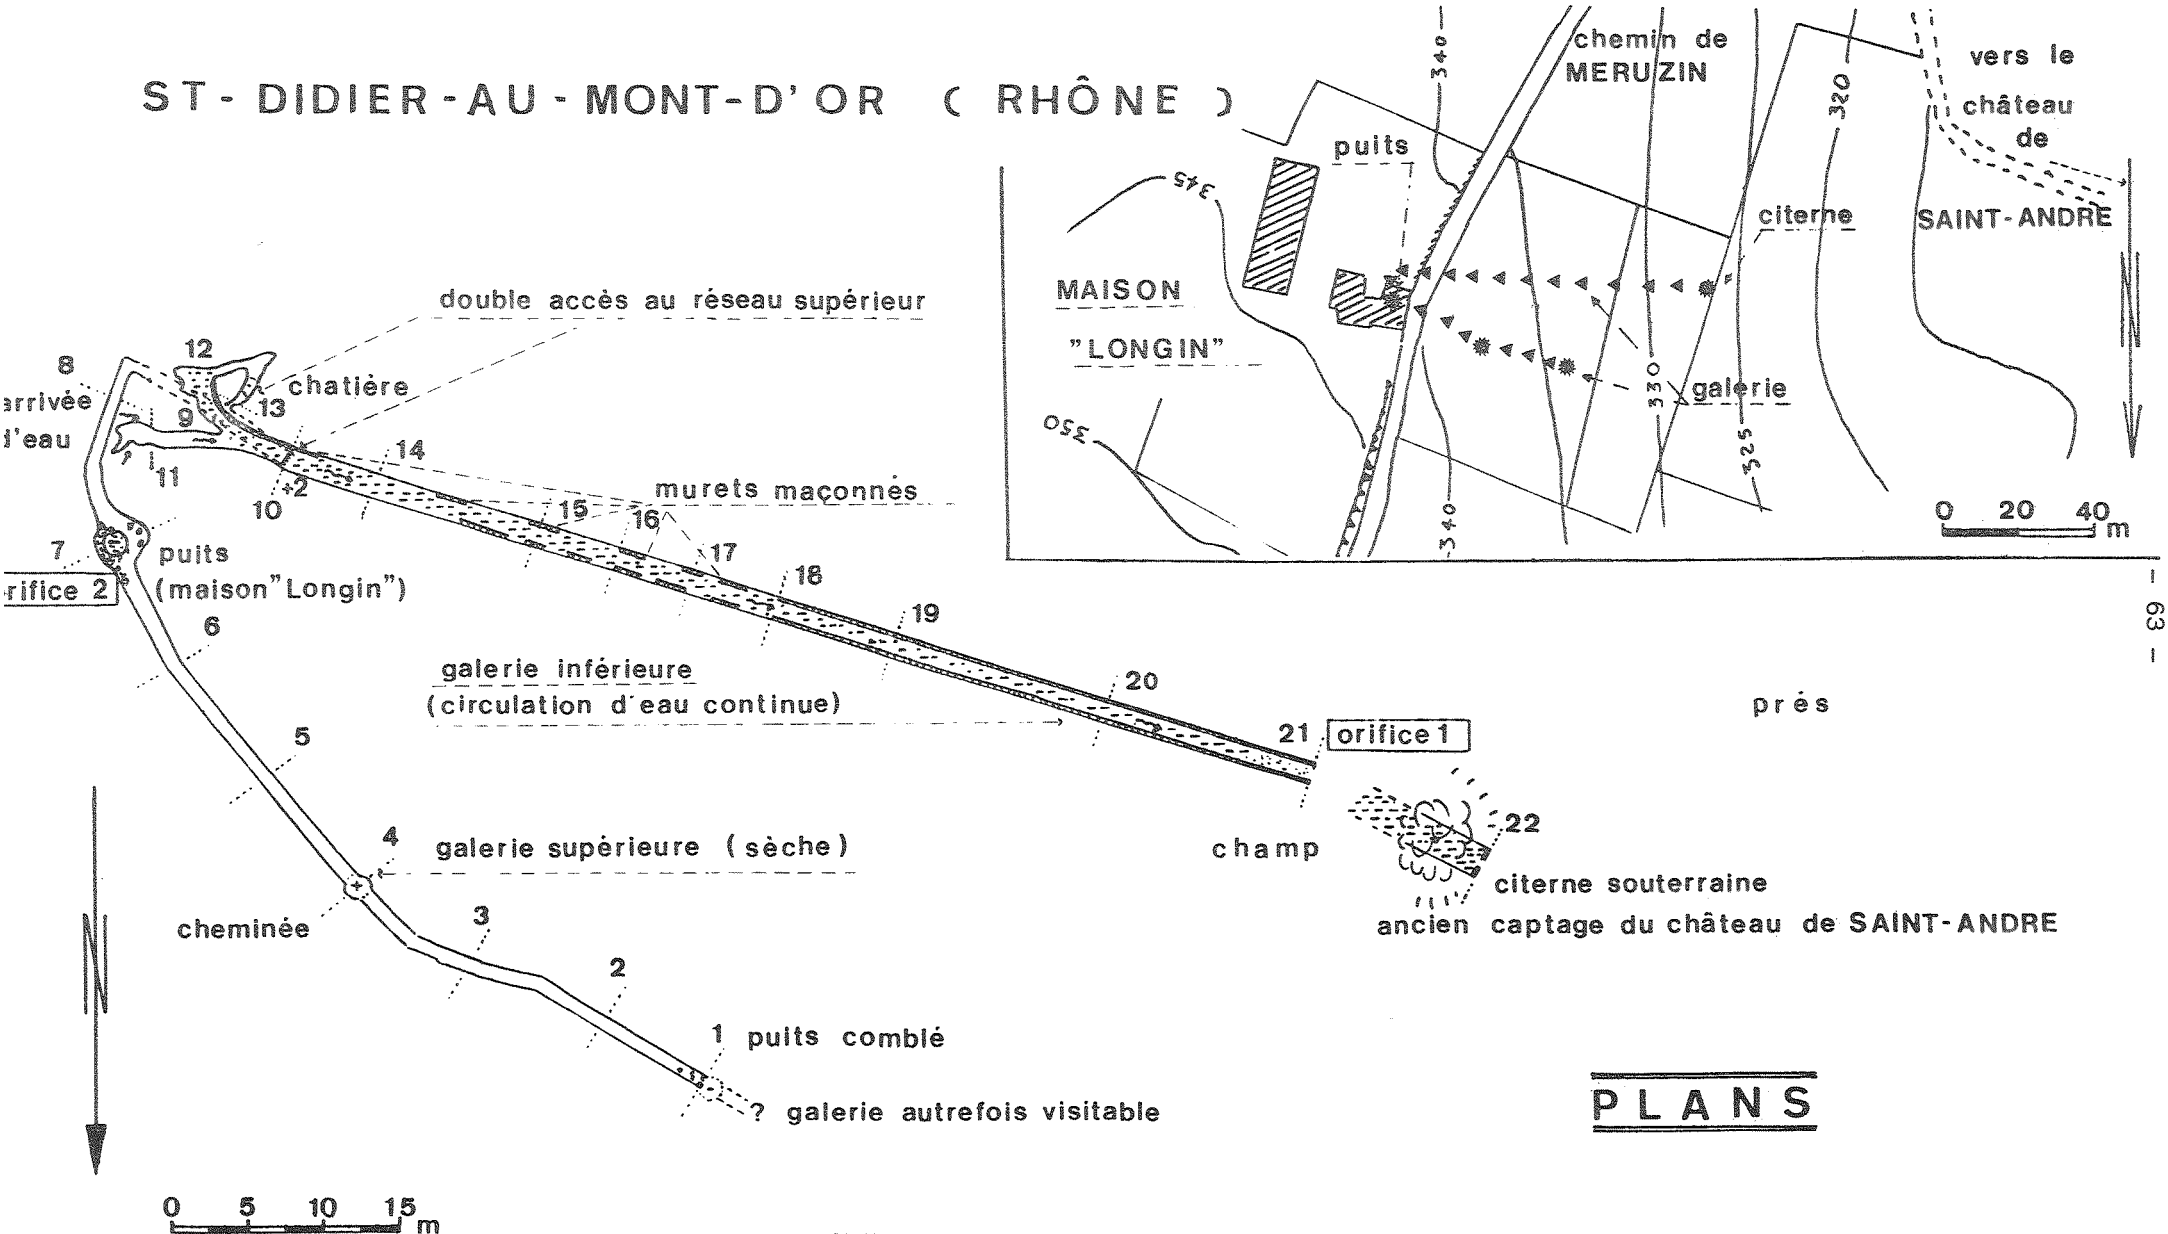 ST-DIDIER-AU-MONT-D'OR (RHÔNE)
chemin de
MERUZIN
vers le
château
de
SAINT-ANDRE
340
320
345
puits
citerne
MAISON
"LONGIN"
galerie
330
325
350
340
0 20 40 m
N
- 63 -
double accès au réseau supérieur
8
12
chatière
13
arrivée
d'eau
9
11
14
10
+2
murets maçonnés
15
16
17
18
19
20
21
7
puits
(maison"Longin")
orifice 2
6
galerie inférieure
(circulation d'eau continue)
orifice 1
près
5
4
galerie supérieure (sèche)
champ
22
citerne souterraine
ancien captage du château de SAINT-ANDRE
cheminée
3
2
1 puits comblé
? galerie autrefois visitable
N
PLANS
0 5 10 15 m